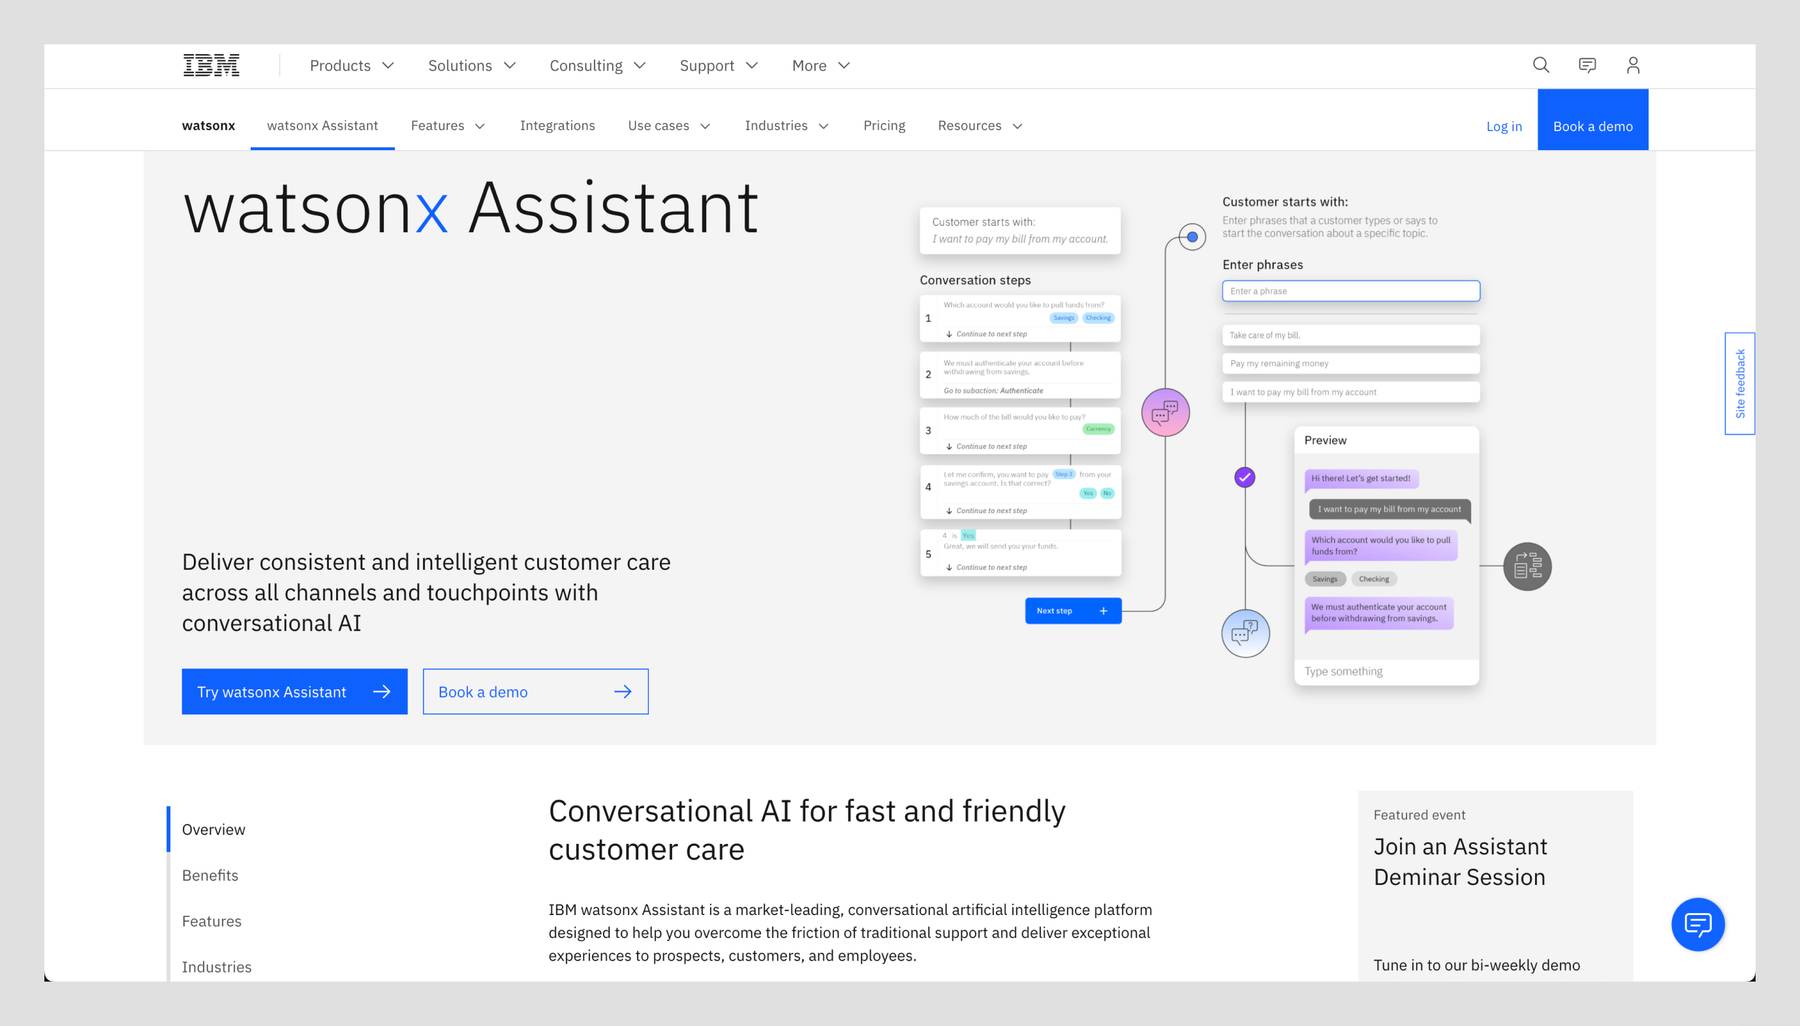 IBM
Products
Solutions
Consulting
Support
More
watsonx
watsonx Assistant
Features
Integrations
Use cases
Industries
Pricing
Resources
Log in
Book a demo
watsonx Assistant
Deliver consistent and intelligent customer care
across all channels and touchpoints with
conversational AI
Try watsonx Assistant
Book a demo
Customer starts with:
I want to pay my bill from my account.
Conversation steps
1
Which account would you like to pull funds from?
Savings Checking
Continue to next step
2
We must authenticate your account before
withdrawing from savings.
Go to subaction: Authenticate
3
How much of the bill would you like to pay?
Currency
Continue to next step
4
Let me confirm, you want to pay Step 3 from your
savings account. Is that correct?
Yes No
Continue to next step
5
4 is Yes
Great, we will send you your funds.
Continue to next step
Next step +
Customer starts with:
Enter phrases that a customer types or says to
start the conversation about a specific topic.
Enter phrases
Enter a phrase
Take care of my bill.
Pay my remaining money
I want to pay my bill from my account
Preview
Hi there! Let's get started!
I want to pay my bill from my account
Which account would you like to pull
funds from?
Savings Checking
We must authenticate your account
before withdrawing from savings.
Type something
Site feedback
Overview
Benefits
Features
Industries
Conversational AI for fast and friendly
customer care
IBM watsonx Assistant is a market-leading, conversational artificial intelligence platform
designed to help you overcome the friction of traditional support and deliver exceptional
experiences to prospects, customers, and employees.
Featured event
Join an Assistant
Deminar Session
Tune in to our bi-weekly demo